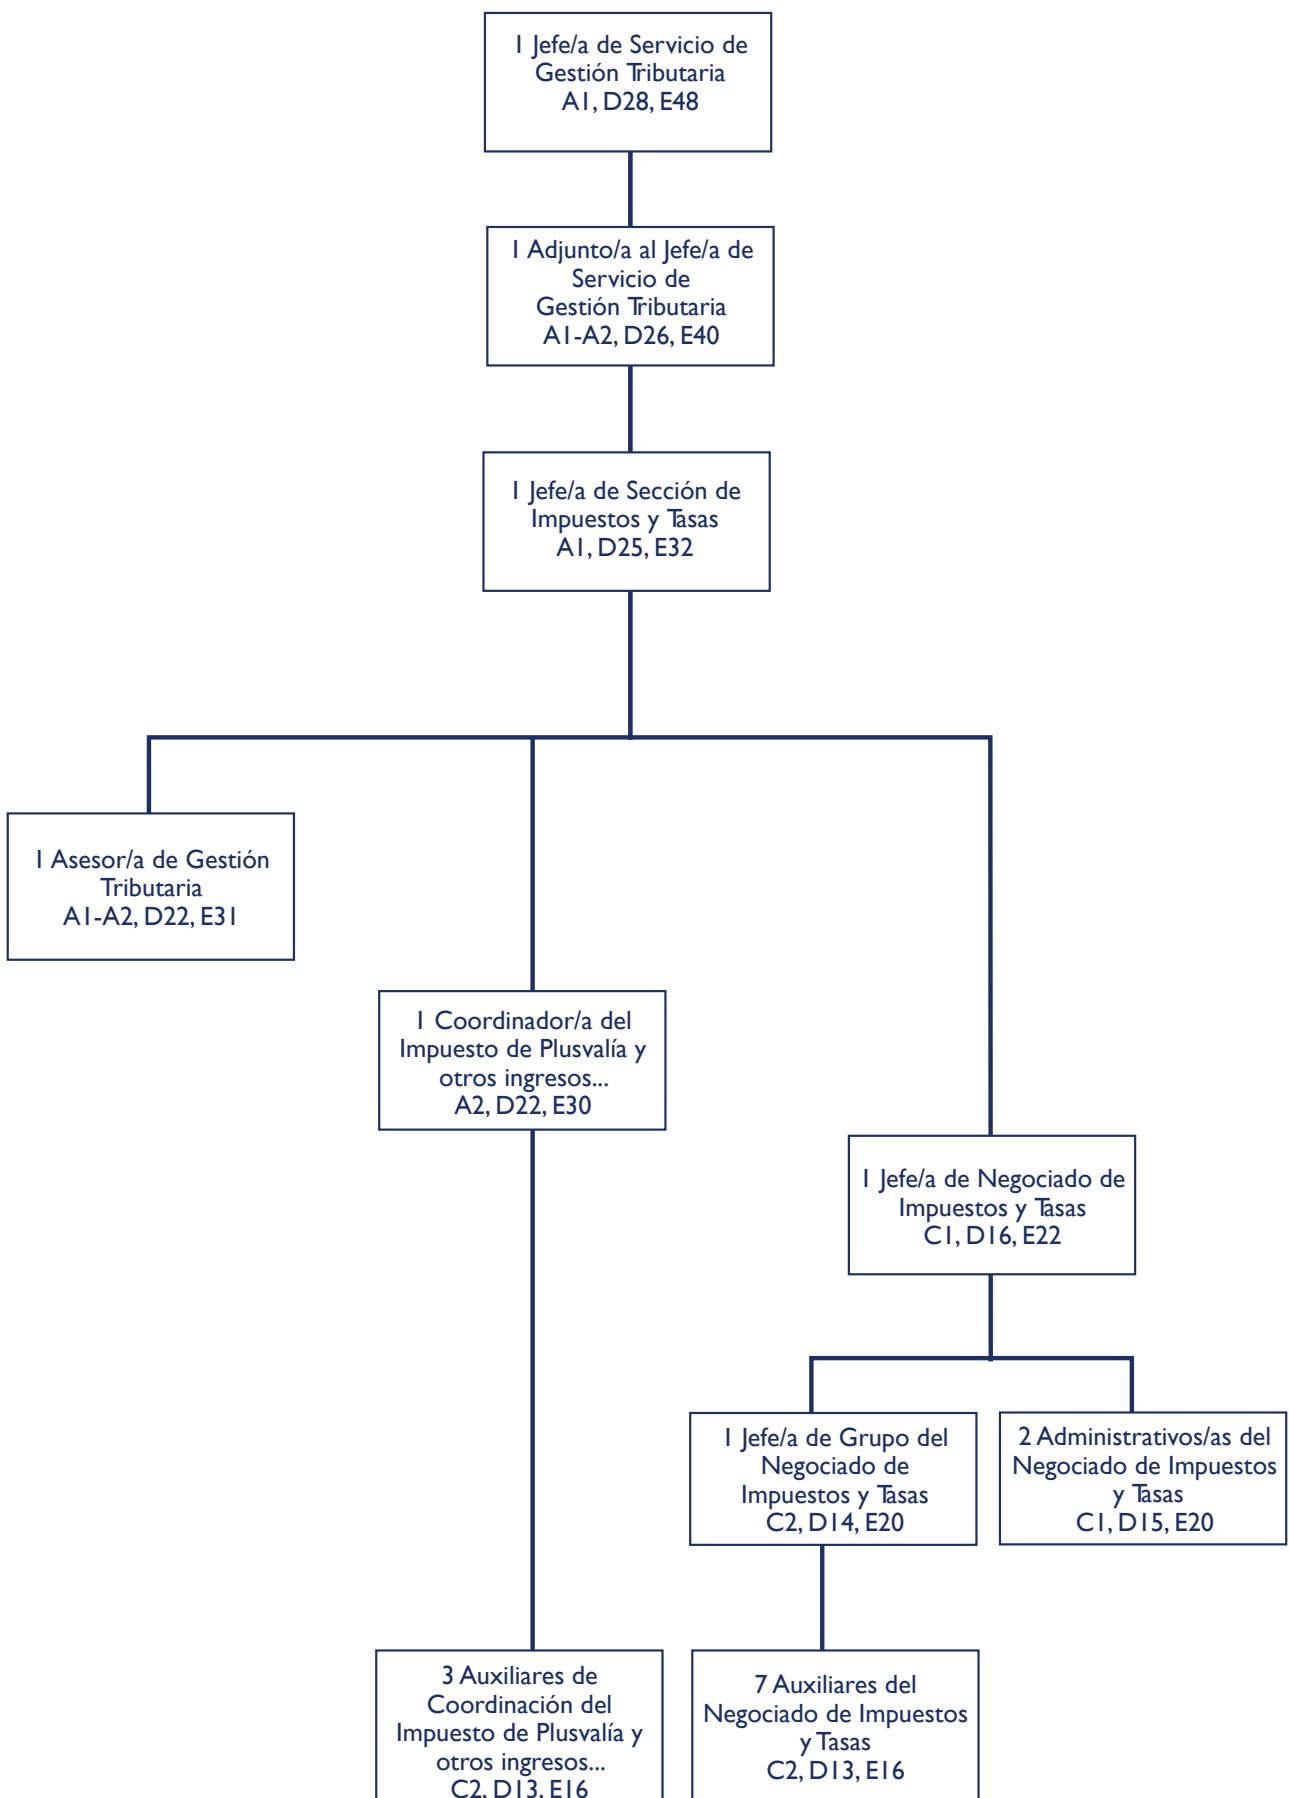 1 Jefe/a de Servicio de
Gestión Tributaria
A1, D28, E48
1 Adjunto/a al Jefe/a de
Servicio de
Gestión Tributaria
A1-A2, D26, E40
1 Jefe/a de Sección de
Impuestos y Tasas
A1, D25, E32
1 Asesor/a de Gestión
Tributaria
A1-A2, D22, E31
1 Coordinador/a del
Impuesto de Plusvalía y
otros ingresos...
A2, D22, E30
1 Jefe/a de Negociado de
Impuestos y Tasas
C1, D16, E22
1 Jefe/a de Grupo del
Negociado de
Impuestos y Tasas
C2, D14, E20
2 Administrativos/as del
Negociado de Impuestos
y Tasas
C1, D15, E20
3 Auxiliares de
Coordinación del
Impuesto de Plusvalía y
otros ingresos...
C2, D13, E16
7 Auxiliares del
Negociado de Impuestos
y Tasas
C2, D13, E16